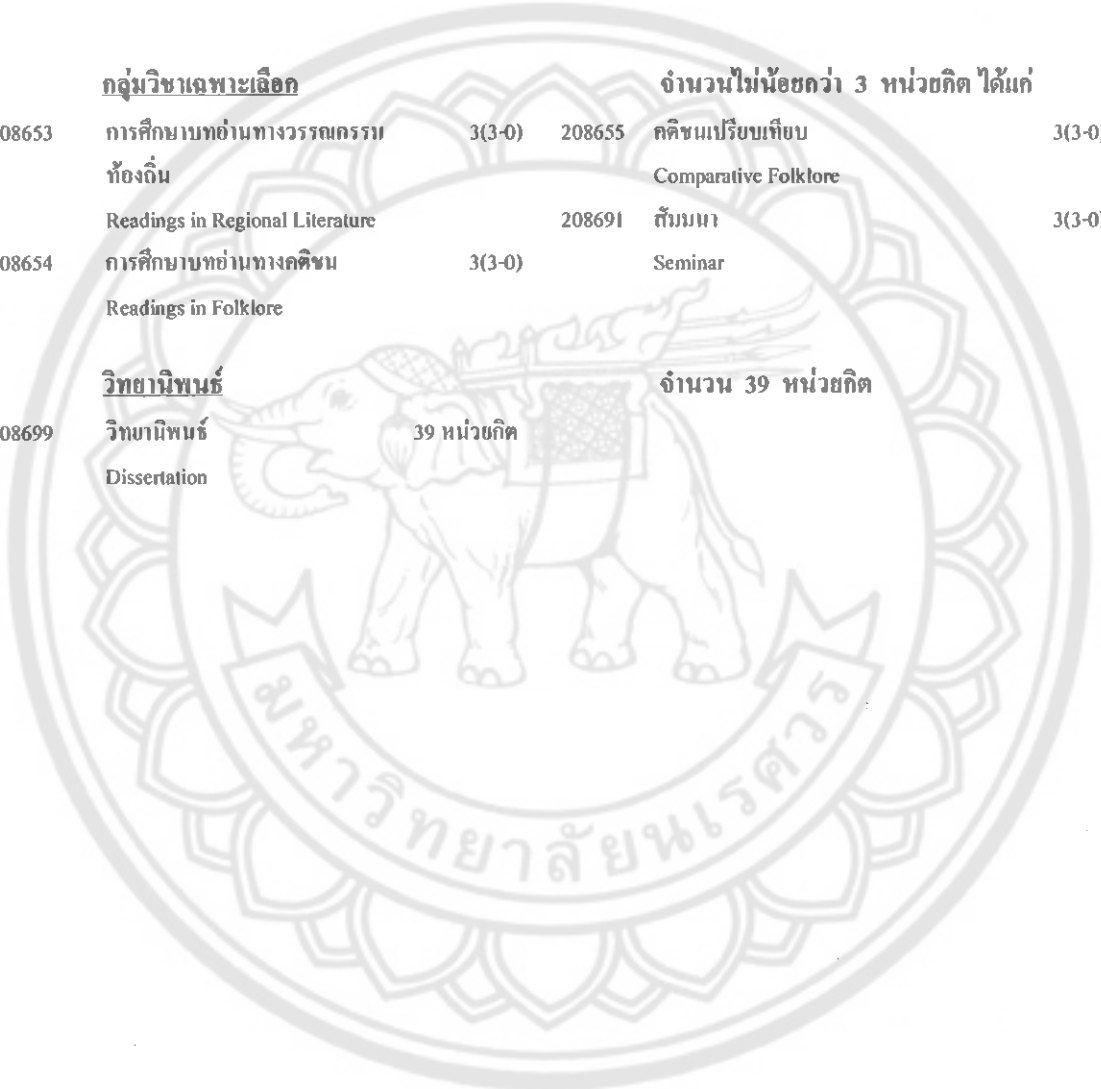 กลุ่มวิชาเฉพาะเลือก จำนวนไม่น้อยกว่า 3 หน่วยกิต ได้แก่
08653 การศึกษาบทอ่านทางวรรณกรรม 3(3-0) 208655 คติชนเปรียบเทียบ 3(3-0)
ท้องถิ่น Comparative Folklore
Readings in Regional Literature 208691 สัมมนา 3(3-0)
08654 การศึกษาบทอ่านทางคติชน 3(3-0) Seminar
Readings in Folklore
วิทยานิพนธ์ จำนวน 39 หน่วยกิต
08699 วิทยานิพนธ์ 39 หน่วยกิต
Dissertation
มหาวิทยาลัยนเรศวร